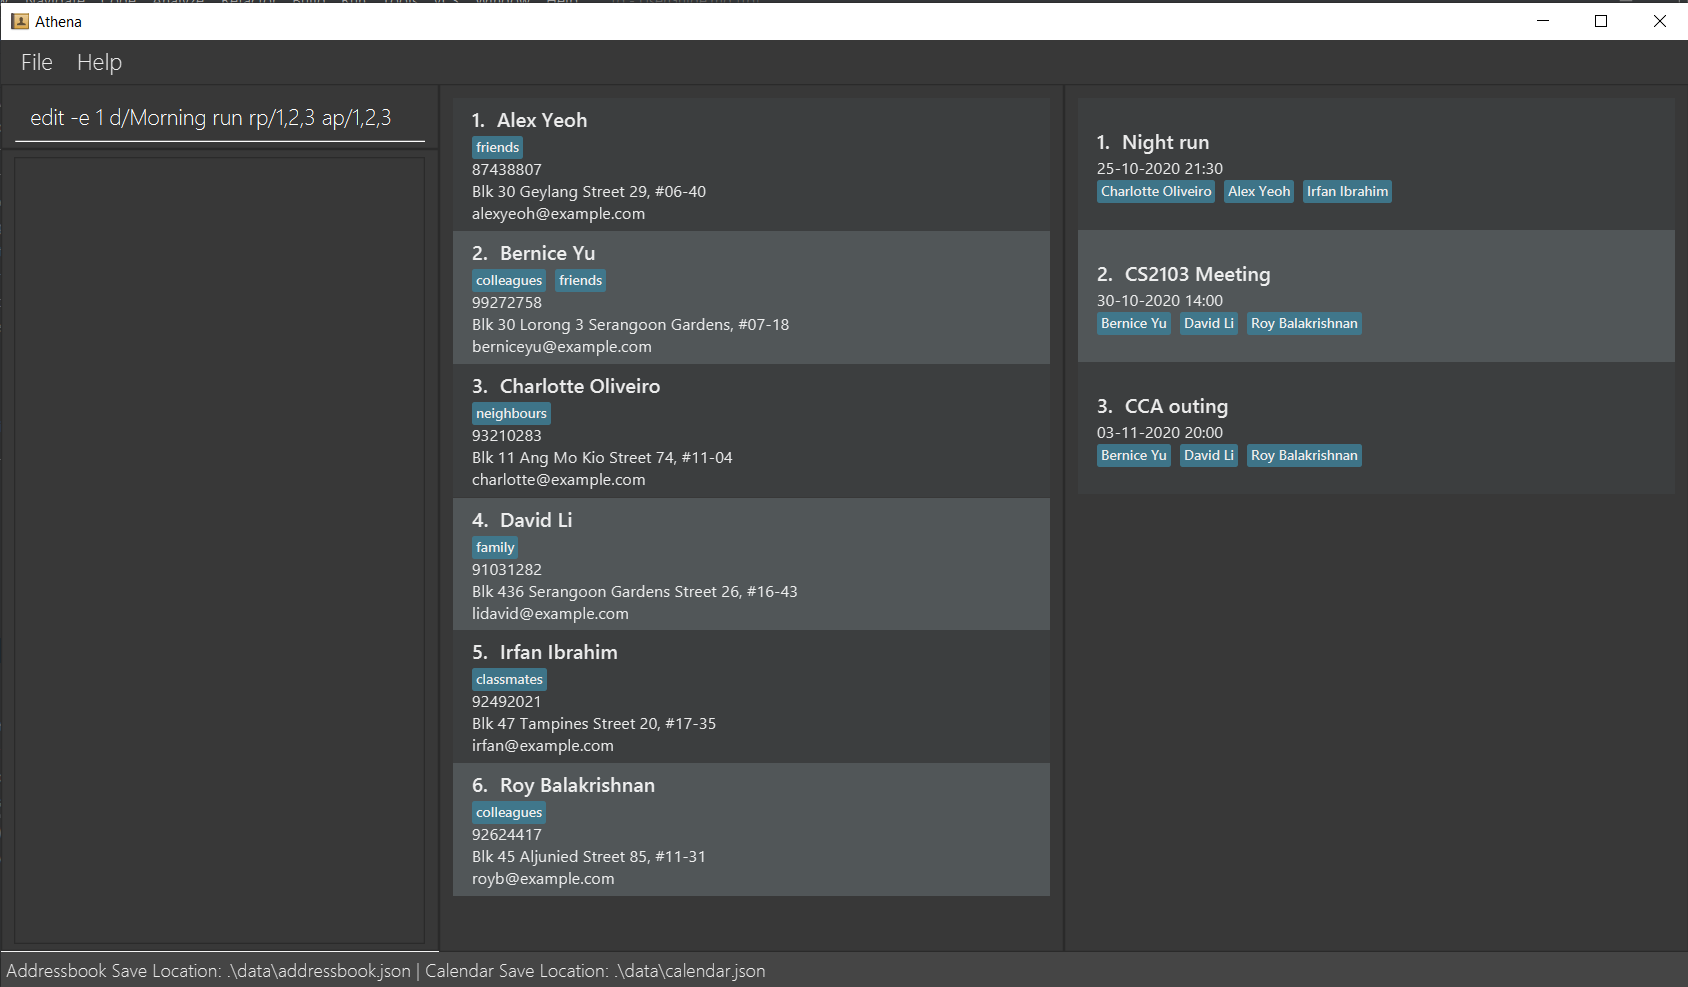 Athena
File Help
edit -e 1 d/Morning run rp/1,2,3 ap/1,2,3
1. Alex Yeoh
friends
87438807
Blk 30 Geylang Street 29, #06-40
alexyeoh@example.com
2. Bernice Yu
colleagues friends
99272758
Blk 30 Lorong 3 Serangoon Gardens, #07-18
berniceyu@example.com
3. Charlotte Oliveiro
neighbours
93210283
Blk 11 Ang Mo Kio Street 74, #11-04
charlotte@example.com
4. David Li
family
91031282
Blk 436 Serangoon Gardens Street 26, #16-43
lidavid@example.com
5. Irfan Ibrahim
classmates
92492021
Blk 47 Tampines Street 20, #17-35
irfan@example.com
6. Roy Balakrishnan
colleagues
92624417
Blk 45 Aljunied Street 85, #11-31
royb@example.com
1. Night run
25-10-2020 21:30
Charlotte Oliveiro Alex Yeoh Irfan Ibrahim
2. CS2103 Meeting
30-10-2020 14:00
Bernice Yu David Li Roy Balakrishnan
3. CCA outing
03-11-2020 20:00
Bernice Yu David Li Roy Balakrishnan
Addressbook Save Location: .\data\addressbook.json | Calendar Save Location: .\data\calendar.json